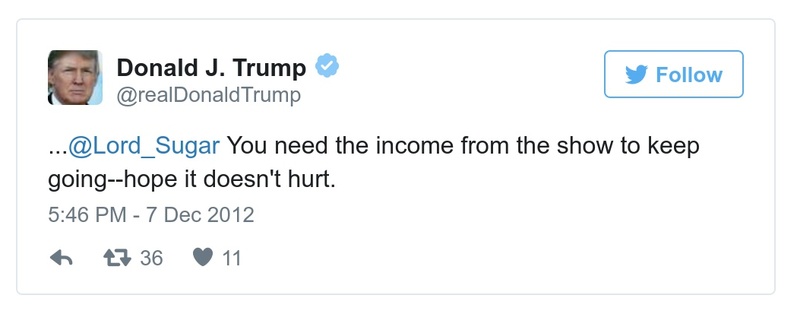 Donald J. Trump
@realDonaldTrump
Follow
...@Lord_Sugar You need the income from the show to keep
going--hope it doesn't hurt.
5:46 PM - 7 Dec 2012
36 11